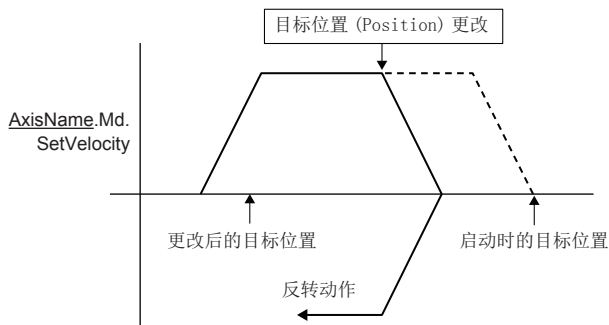 目标位置 (Position) 更改
AxisName.Md.
SetVelocity
更改后的目标位置
启动时的目标位置
反转动作